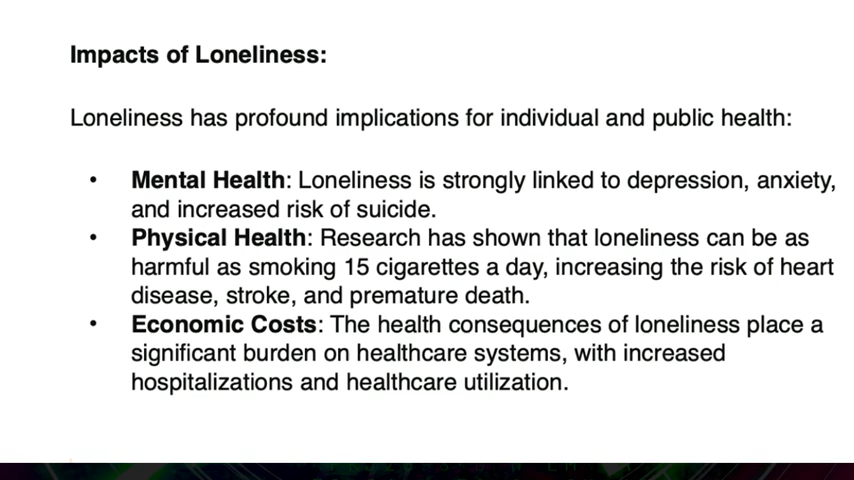 Impacts of Loneliness:
Loneliness has profound implications for individual and public health:
• Mental Health: Loneliness is strongly linked to depression, anxiety,
and increased risk of suicide.
• Physical Health: Research has shown that loneliness can be as
harmful as smoking 15 cigarettes a day, increasing the risk of heart
disease, stroke, and premature death.
• Economic Costs: The health consequences of loneliness place a
significant burden on healthcare systems, with increased
hospitalizations and healthcare utilization.